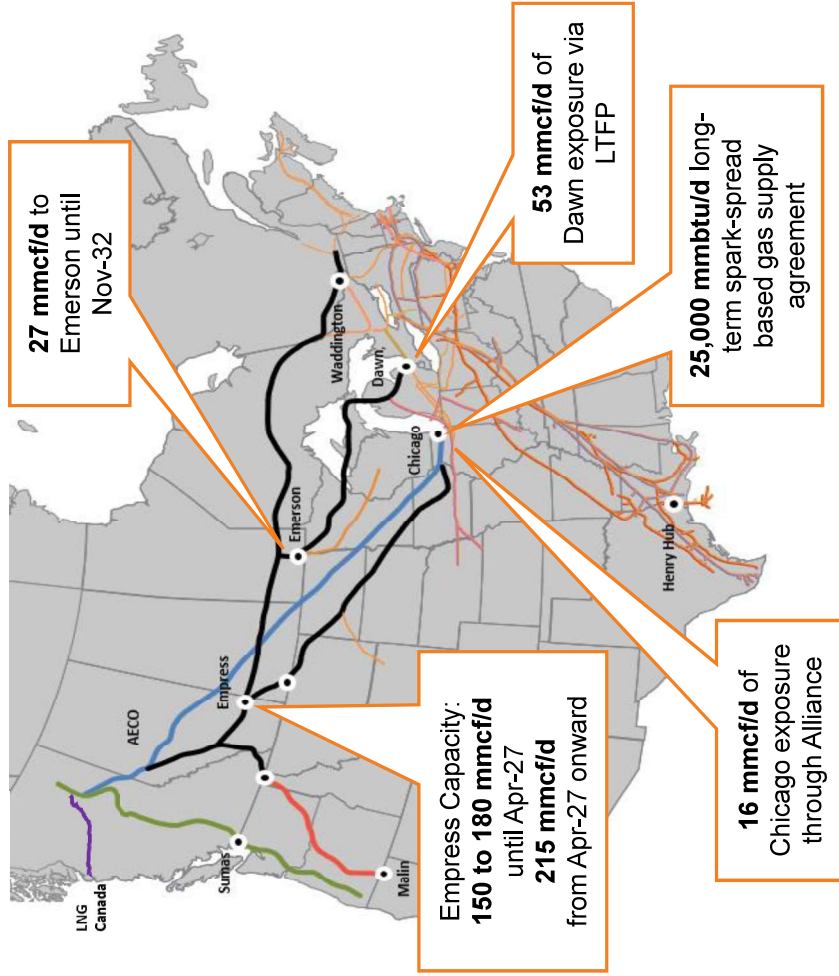 27 mmcf/d to
Emerson until
Nov-32
53 mmcf/d of
Dawn exposure via
LTFP
25,000 mmbtu/d long-
term spark-spread
based gas supply
agreement
16 mmcf/d of
Chicago exposure
through Alliance
Empress Capacity:
150 to 180 mmcf/d
until Apr-27
215 mmcf/d
from Apr-27 onward
LNG
Canada
AECO
Sumas
Empress
Malin
Emerson
Waddington
Dawn,
Chicago
Henry Hub